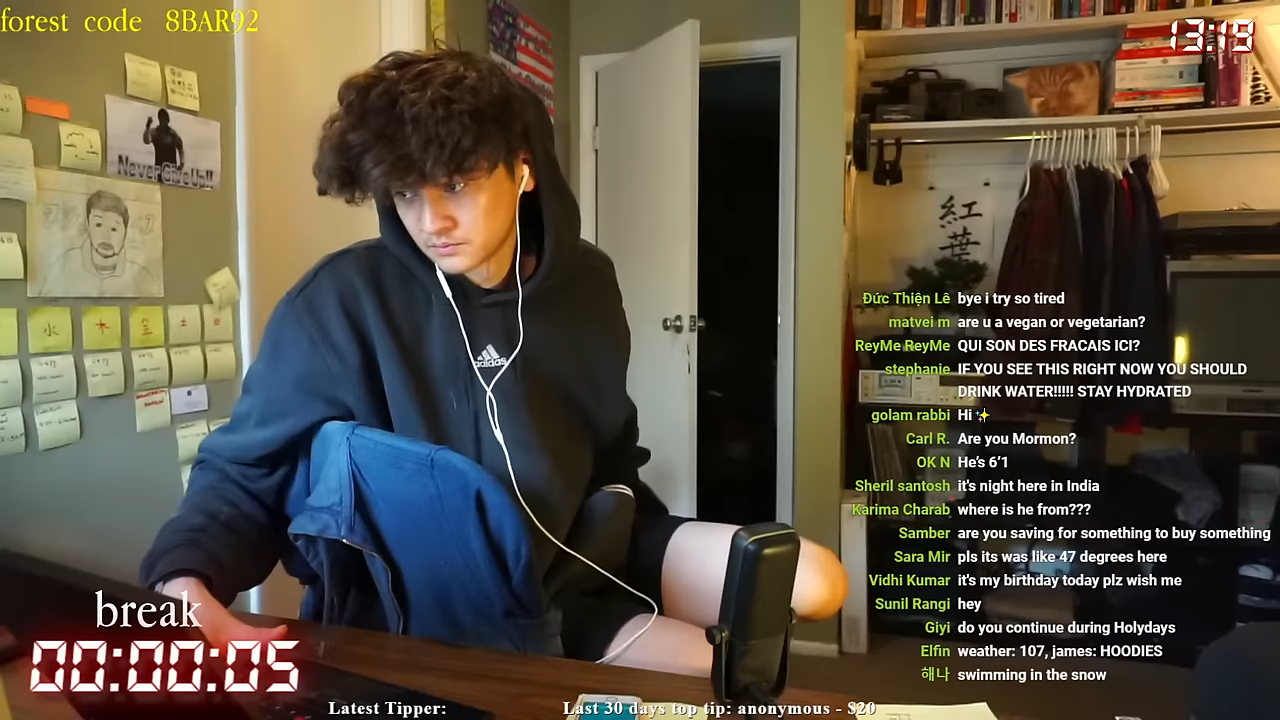 forest code 8BAR92
13:19
Never Give Up!!
水
木
金
土
日
紅
葉
adidas
Đức Thiện Lê bye i try so tired
matvei m are u a vegan or vegetarian?
ReyMe ReyMe QUI SON DES FRACAIS ICI?
stephanie IF YOU SEE THIS RIGHT NOW YOU SHOULD
DRINK WATER!!!!! STAY HYDRATED
golam rabbi Hi✨
Carl R. Are you Mormon?
OK N He's 6'1
Sheril santosh it's night here in India
Karima Charab where is he from???
Samber are you saving for something to buy something
Sara Mir pls its was like 47 degrees here
Vidhi Kumar it's my birthday today plz wish me
Sunil Rangi hey
Giyi do you continue during Holydays
Elfin weather: 107, james: HOODIES
해나 swimming in the snow
break
00:00:05
Latest Tipper:
Last 30 days top tip: anonymous - $20